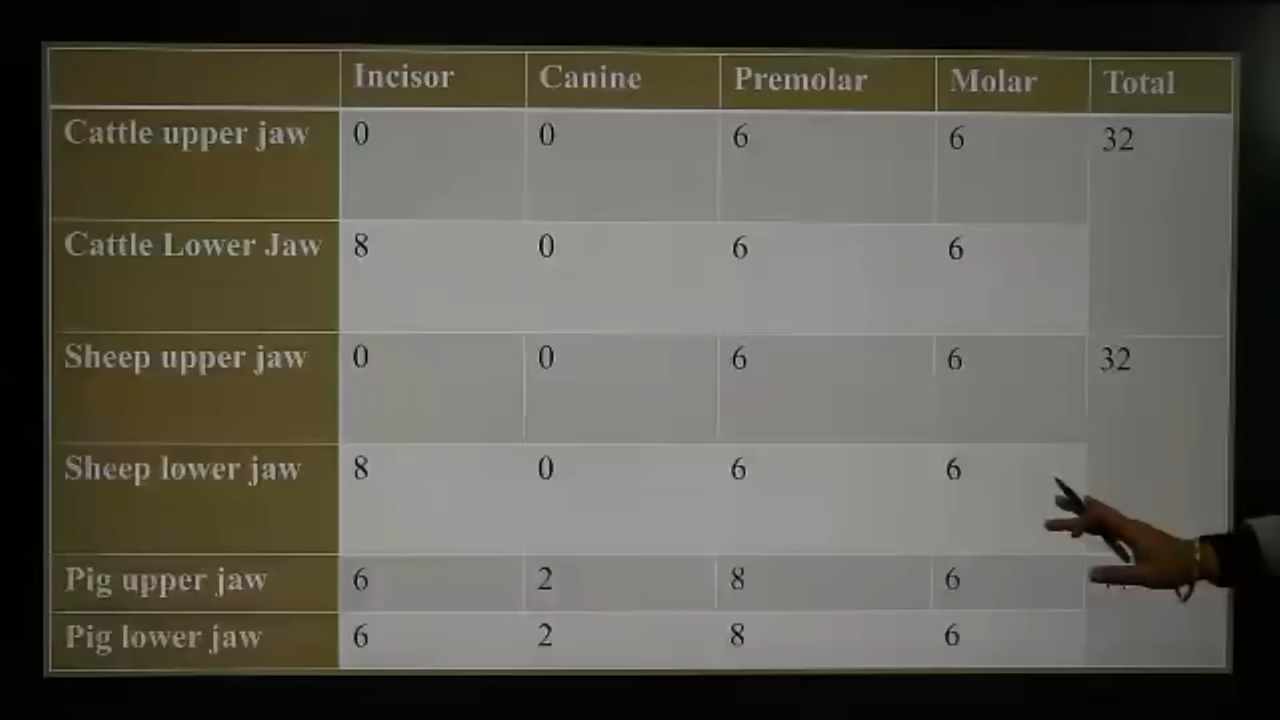 Incisor Canine Premolar Molar Total
Cattle upper jaw 0 0 6 6 32
Cattle Lower Jaw 8 0 6 6
Sheep upper jaw 0 0 6 6 32
Sheep lower jaw 8 0 6 6
Pig upper jaw 6 2 8 6
Pig lower jaw 6 2 8 6